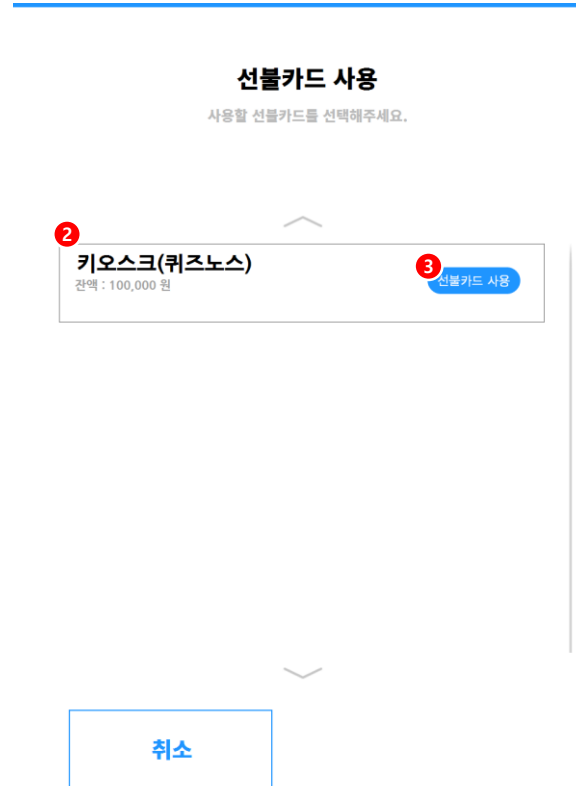 선불카드 사용
사용할 선불카드를 선택해주세요.
2
키오스크(퀴즈노스)
잔액 : 100,000 원
3
선불카드 사용
취소